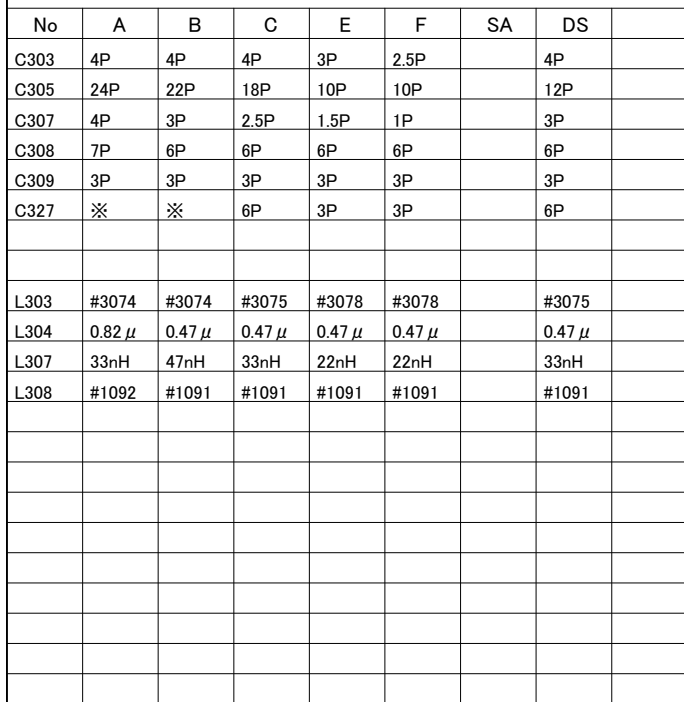 No A B C E F SA DS
C303 4P 4P 4P 3P 2.5P 4P
C305 24P 22P 18P 10P 10P 12P
C307 4P 3P 2.5P 1.5P 1P 3P
C308 7P 6P 6P 6P 6P 6P
C309 3P 3P 3P 3P 3P 3P
C327 ※ ※ 6P 3P 3P 6P
L303 #3074 #3074 #3075 #3078 #3078 #3075
L304 0.82μ 0.47μ 0.47μ 0.47μ 0.47μ 0.47μ
L307 33nH 47nH 33nH 22nH 22nH 33nH
L308 #1092 #1091 #1091 #1091 #1091 #1091